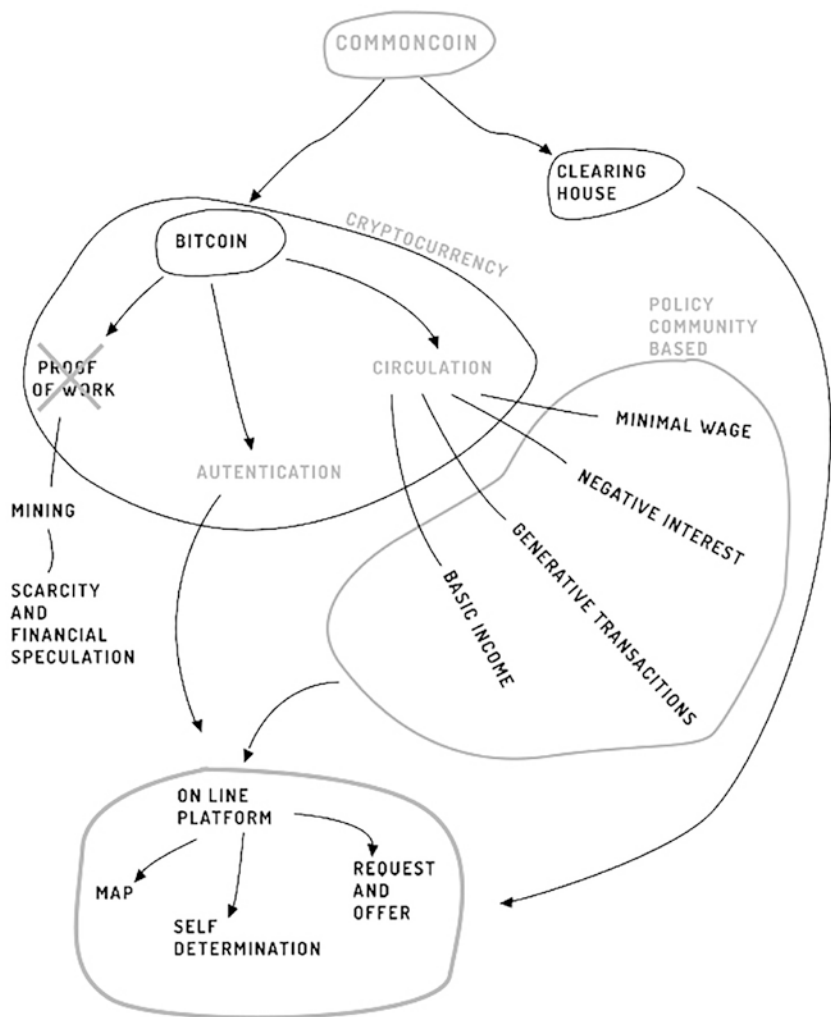 COMMONCOIN
CLEARING
HOUSE
BITCOIN
CRYPTOCURRENCY
POLICY
COMMUNITY
BASED
PROOF
OF WORK
CIRCULATION
MINIMAL WAGE
AUTENTICATION
NEGATIVE INTEREST
MINING
GENERATIVE TRANSACITIONS
BASIC INCOME
SCARCITY
AND
FINANCIAL
SPECULATION
ON LINE
PLATFORM
MAP
REQUEST
AND
OFFER
SELF
DETERMINATION